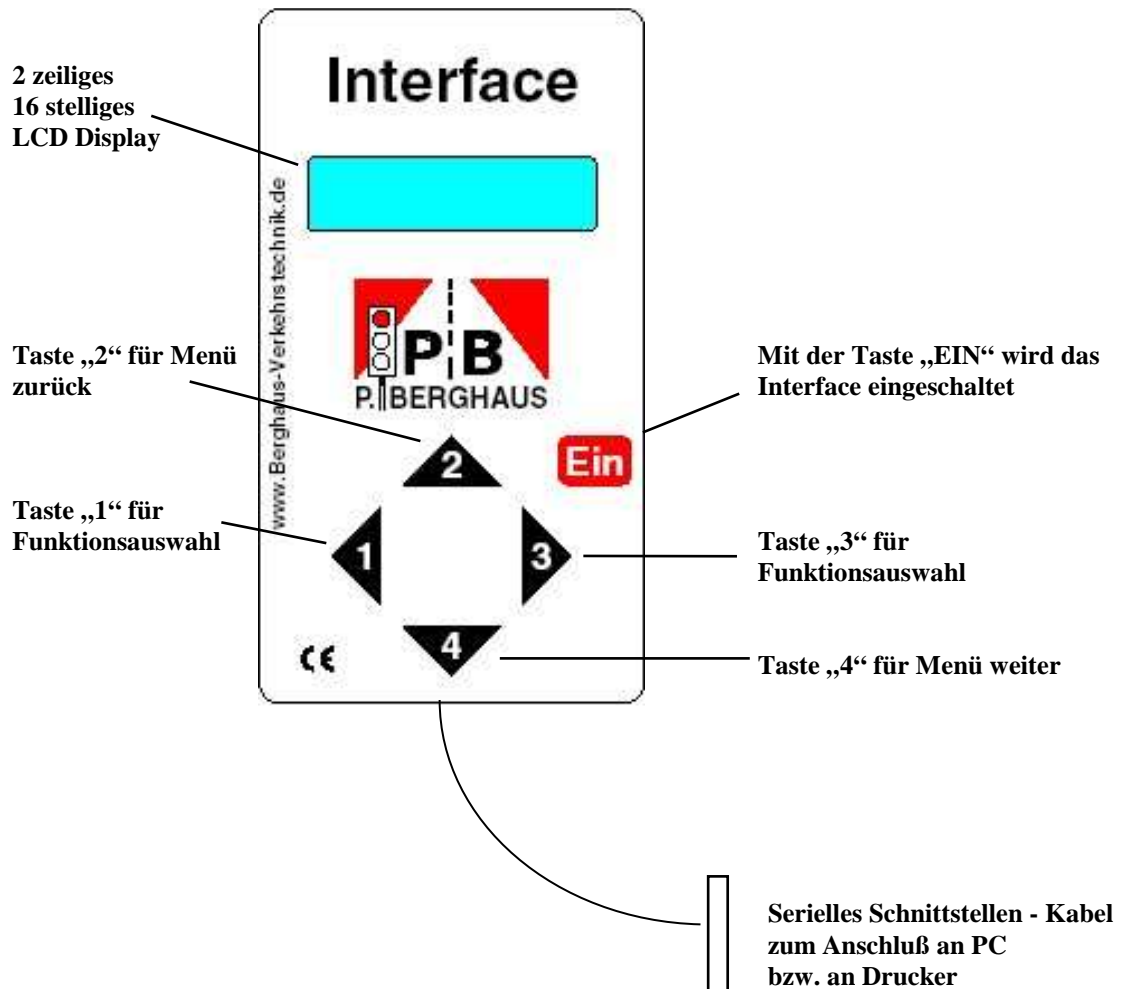 Interface
2 zeiliges
16 stelliges
LCD Display
www.Berghaus-Verkehrstechnik.de
P B
P. BERGHAUS
Taste „2“ für Menü
zurück
Mit der Taste „EIN“ wird das
Interface eingeschaltet
2
Ein
Taste „1“ für
Funktionsauswahl
1
3
Taste „3“ für
Funktionsauswahl
4
CE
Taste „4“ für Menü weiter
Serielles Schnittstellen - Kabel
zum Anschluß an PC
bzw. an Drucker